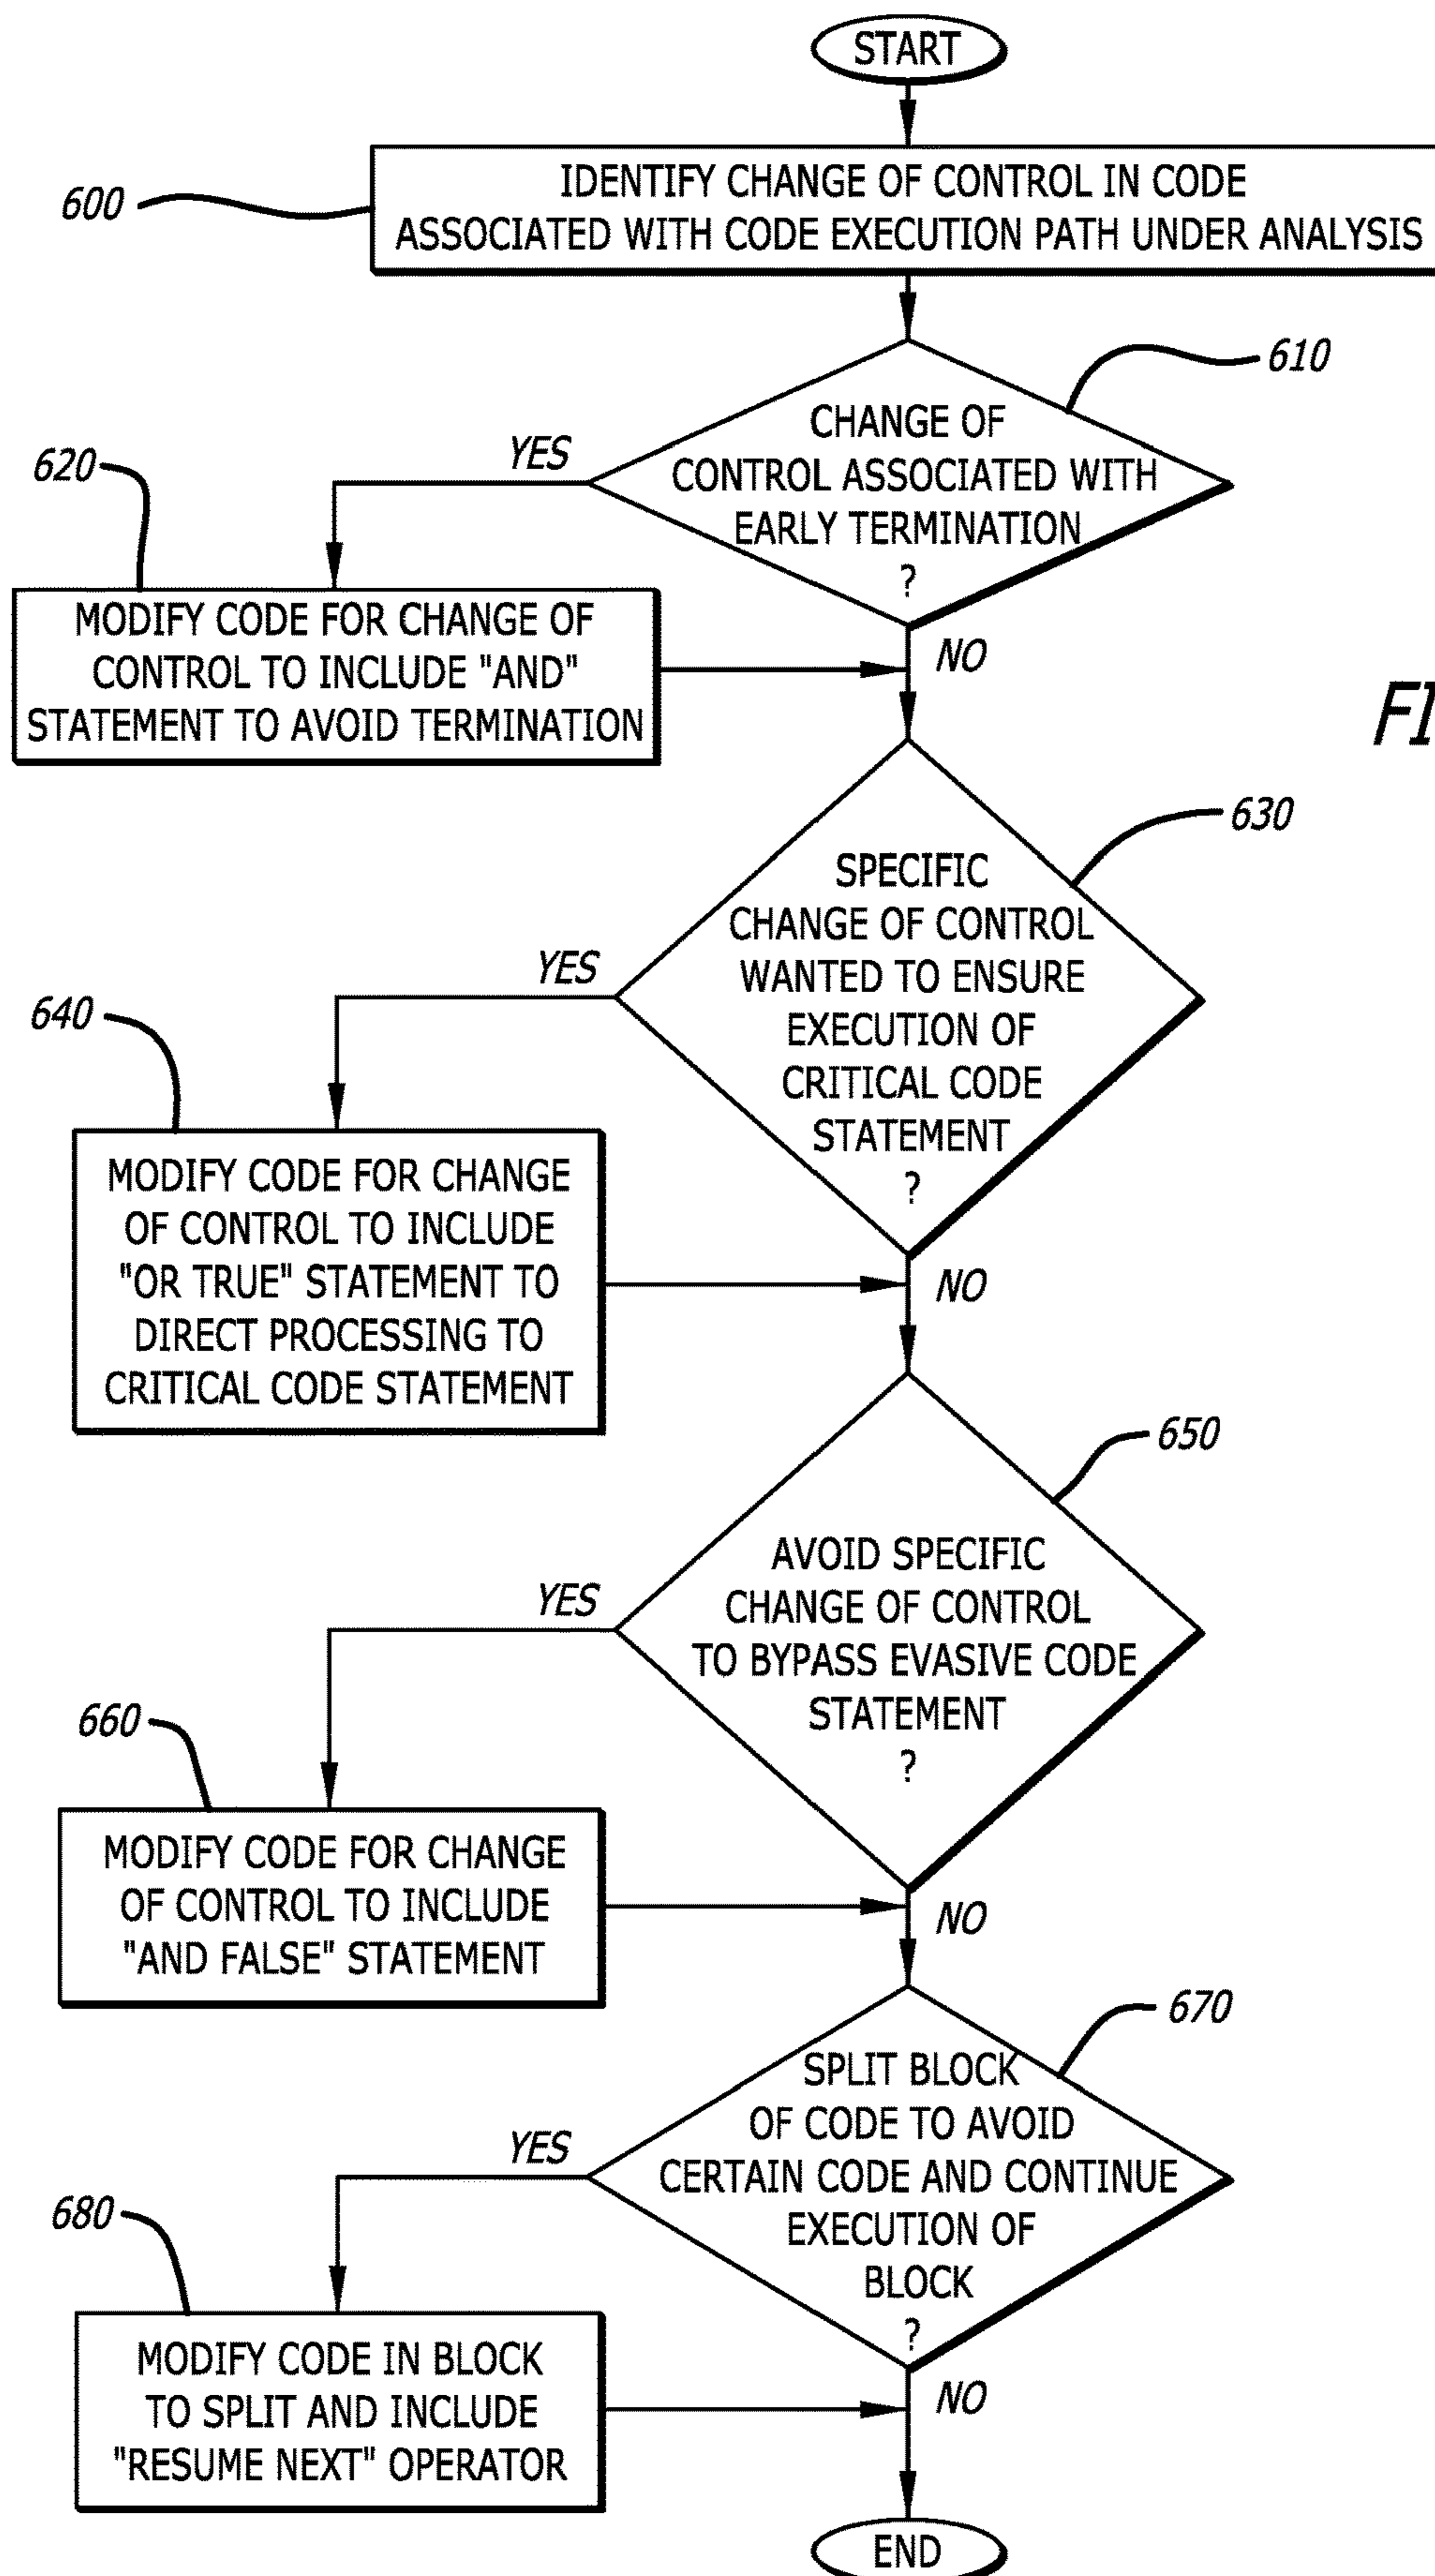 START
600
IDENTIFY CHANGE OF CONTROL IN CODE
ASSOCIATED WITH CODE EXECUTION PATH UNDER ANALYSIS
610
CHANGE OF
CONTROL ASSOCIATED WITH
EARLY TERMINATION
?
YES
620
MODIFY CODE FOR CHANGE OF
CONTROL TO INCLUDE "AND"
STATEMENT TO AVOID TERMINATION
NO
FI
630
SPECIFIC
CHANGE OF CONTROL
WANTED TO ENSURE
EXECUTION OF
CRITICAL CODE
STATEMENT
?
YES
640
MODIFY CODE FOR CHANGE
OF CONTROL TO INCLUDE
"OR TRUE" STATEMENT TO
DIRECT PROCESSING TO
CRITICAL CODE STATEMENT
NO
650
AVOID SPECIFIC
CHANGE OF CONTROL
TO BYPASS EVASIVE CODE
STATEMENT
?
YES
660
MODIFY CODE FOR CHANGE
OF CONTROL TO INCLUDE
"AND FALSE" STATEMENT
NO
670
SPLIT BLOCK
OF CODE TO AVOID
CERTAIN CODE AND CONTINUE
EXECUTION OF
BLOCK
?
YES
680
MODIFY CODE IN BLOCK
TO SPLIT AND INCLUDE
"RESUME NEXT" OPERATOR
NO
END